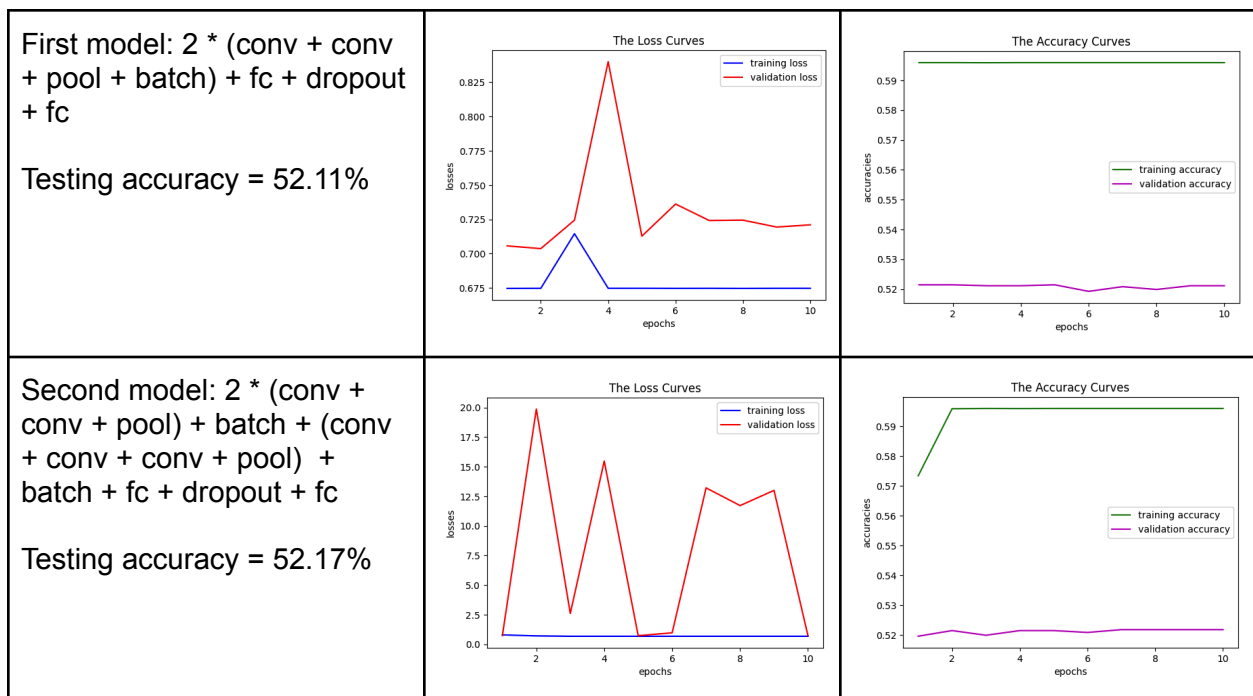 First model: 2 * (conv + conv
+ pool + batch) + fc + dropout
+ fc
Testing accuracy = 52.11%
The Loss Curves
training loss
validation loss
0.825
0.800
0.775
0.750
0.725
0.700
0.675
losses
2
4
6
8
10
epochs
The Accuracy Curves
training accuracy
validation accuracy
0.59
0.58
0.57
0.56
0.55
0.54
0.53
0.52
accuracies
2
4
6
8
10
epochs
Second model: 2 * (conv +
conv + pool) + batch + (conv
+ conv + conv + pool) +
batch + fc + dropout + fc
Testing accuracy = 52.17%
The Loss Curves
training loss
validation loss
20.0
17.5
15.0
12.5
10.0
7.5
5.0
2.5
0.0
losses
2
4
6
8
10
epochs
The Accuracy Curves
training accuracy
validation accuracy
0.59
0.58
0.57
0.56
0.55
0.54
0.53
0.52
accuracies
2
4
6
8
10
epochs